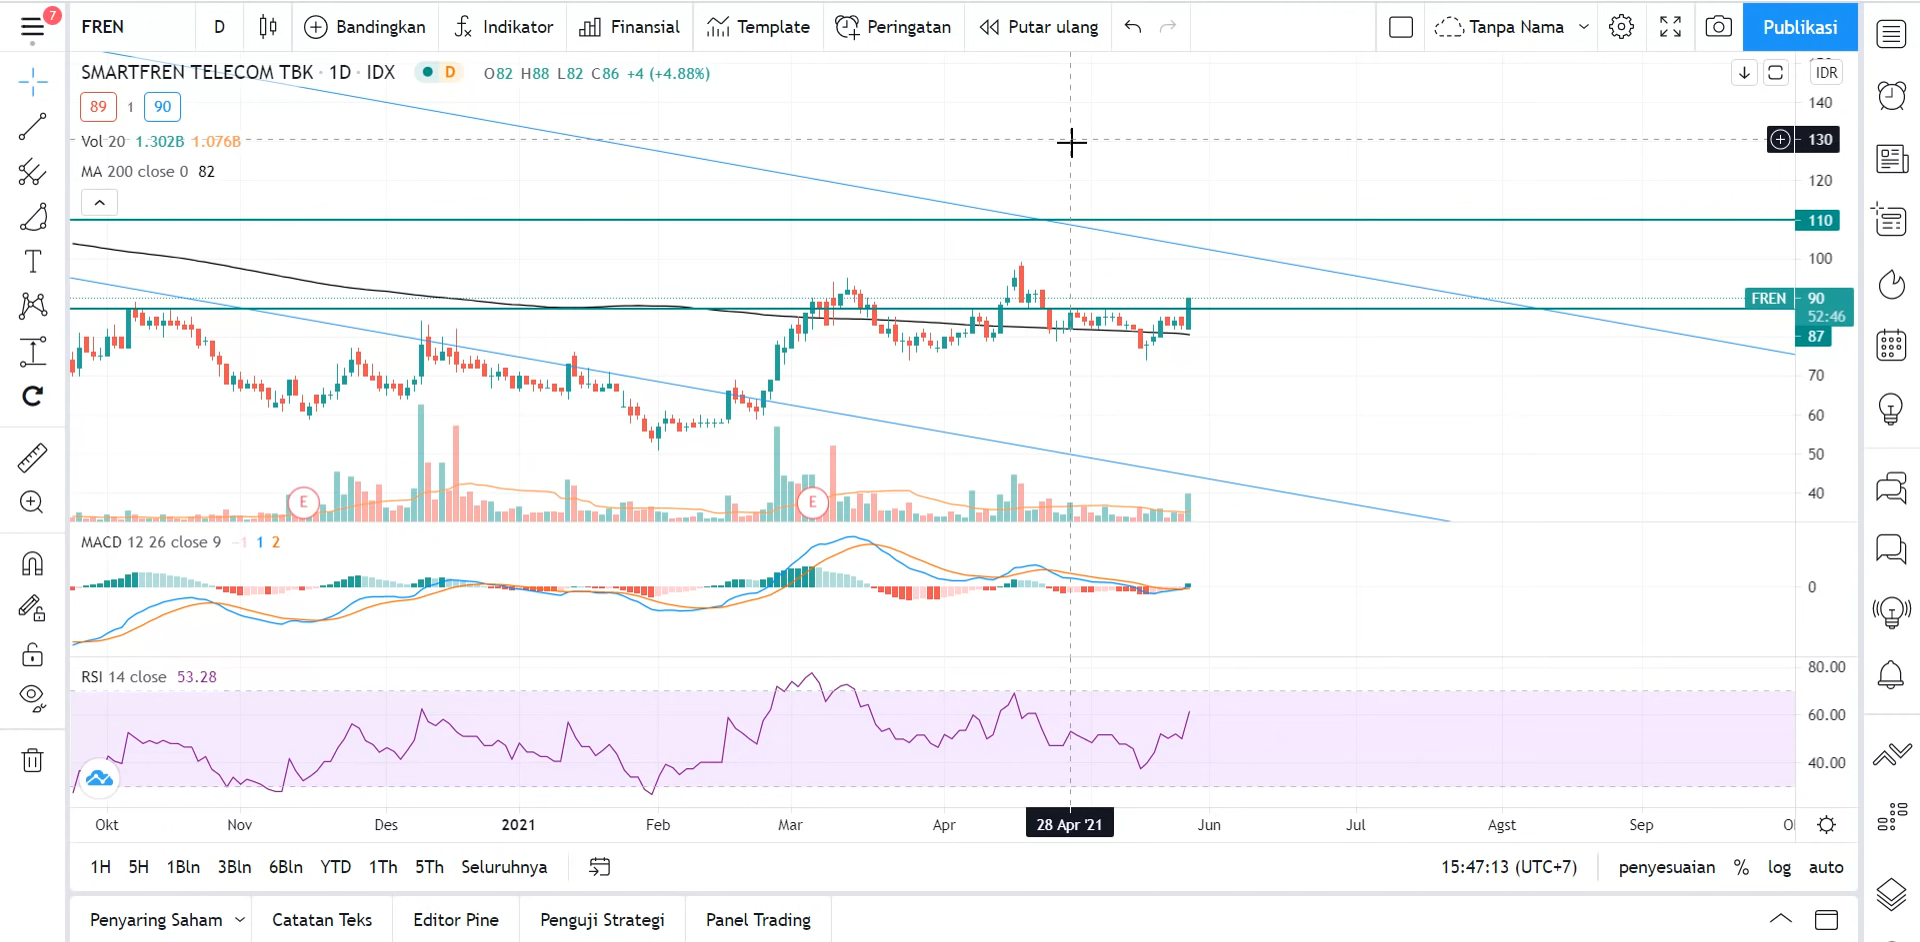 7
FREN
D
Bandingkan
Indikator
Finansial
Template
Peringatan
Putar ulang
Tanpa Nama
Publikasi
SMARTFREN TELECOM TBK · 1D · IDX
D
O82 H88 L82 C86 +4 (+4.88%)
IDR
89 1 90
Vol 20 1.302B 1.076B
MA 200 close 0 82
140
130
120
110
100
FREN 90
52:46
87
70
60
50
40
E
E
MACD 12 26 close 9 −1 1 2
0
RSI 14 close 53.28
80.00
60.00
40.00
Okt
Nov
Des
2021
Feb
Mar
Apr
28 Apr '21
Jun
Jul
Agst
Sep
1H
5H
1Bln
3Bln
6Bln
YTD
1Th
5Th
Seluruhnya
15:47:13 (UTC+7)
penyesuaian
%
log
auto
Penyaring Saham
Catatan Teks
Editor Pine
Penguji Strategi
Panel Trading